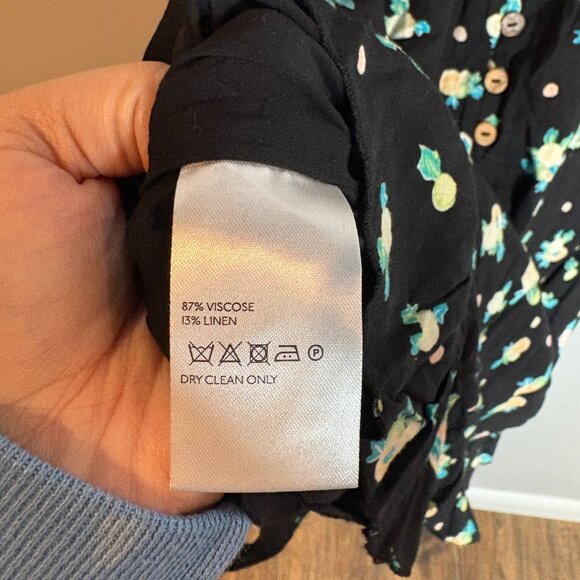 87% VISCOSE
13% LINEN
P
DRY CLEAN ONLY